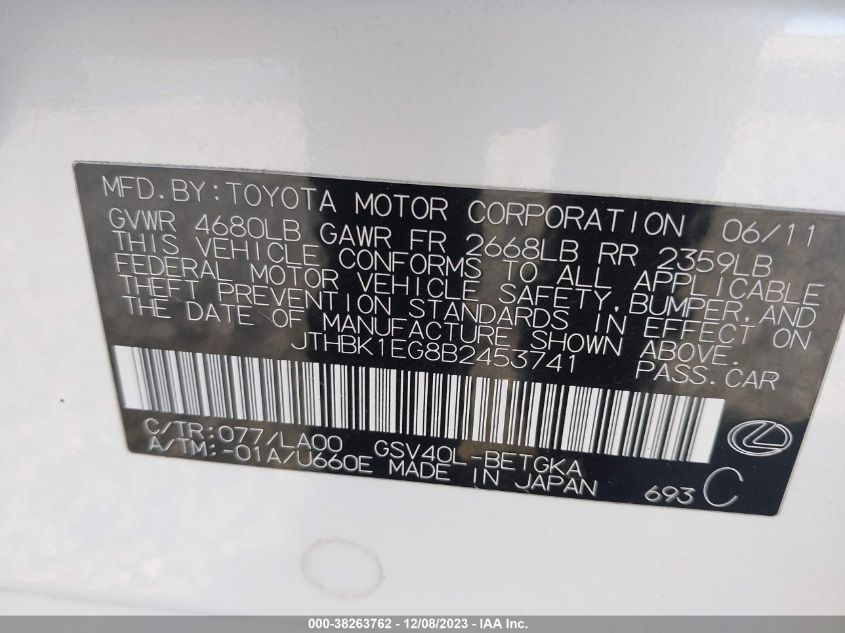 MFD.BY:TOYOTA MOTOR CORPORATION 06/11
GVWR 4680LB GAWR FR 2668LB RR 2359LB
THIS VEHICLE CONFORMS TO ALL APPLICABLE
FEDERAL MOTOR VEHICLE SAFETY,BUMPER,AND
THEFT PREVENTION STANDARDS IN EFFECT ON
THE DATE OF MANUFACTURE SHOWN ABOVE.
JTHBK1EG8B2453741 PASS.CAR
C/TR:077/LA00 GSV40L-BETGKA
A/TM:-01A/U660E MADE IN JAPAN 693 C
000-38263762 - 12/08/2023 - IAA Inc.